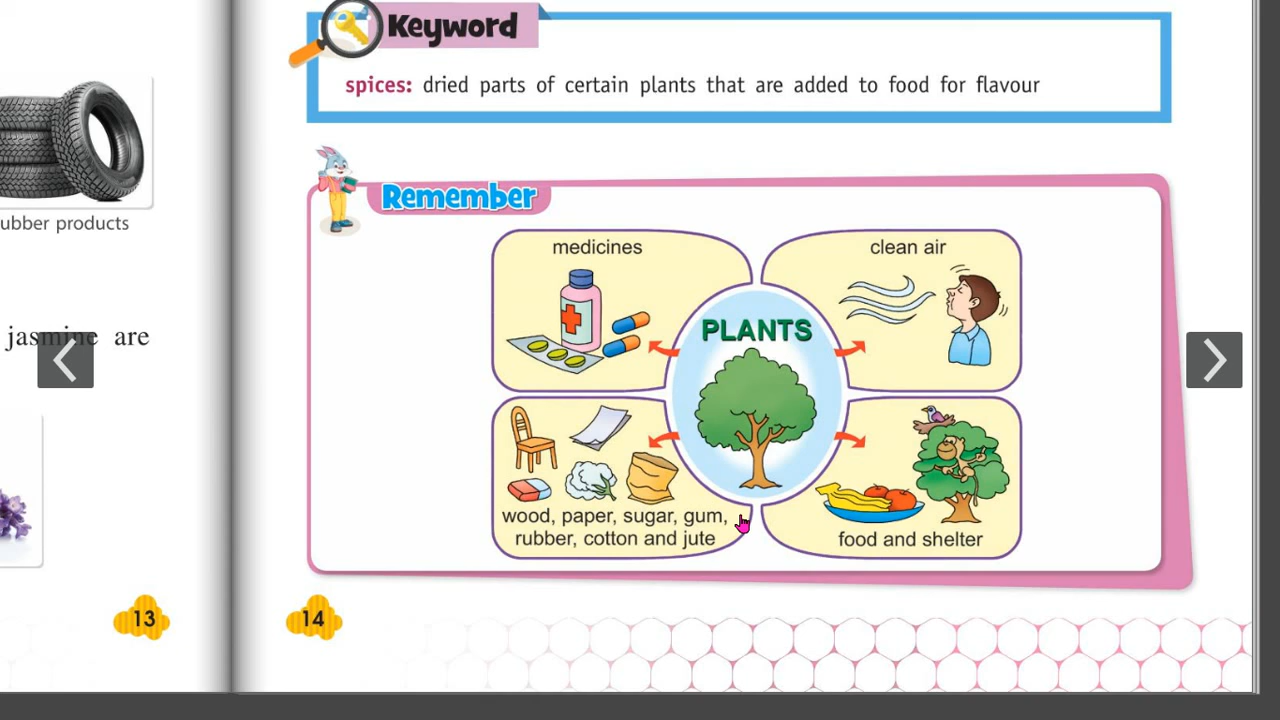 ubber products
jasmine are
13
Keyword
spices: dried parts of certain plants that are added to food for flavour
Remember
medicines
clean air
PLANTS
wood, paper, sugar, gum,
rubber, cotton and jute
food and shelter
14